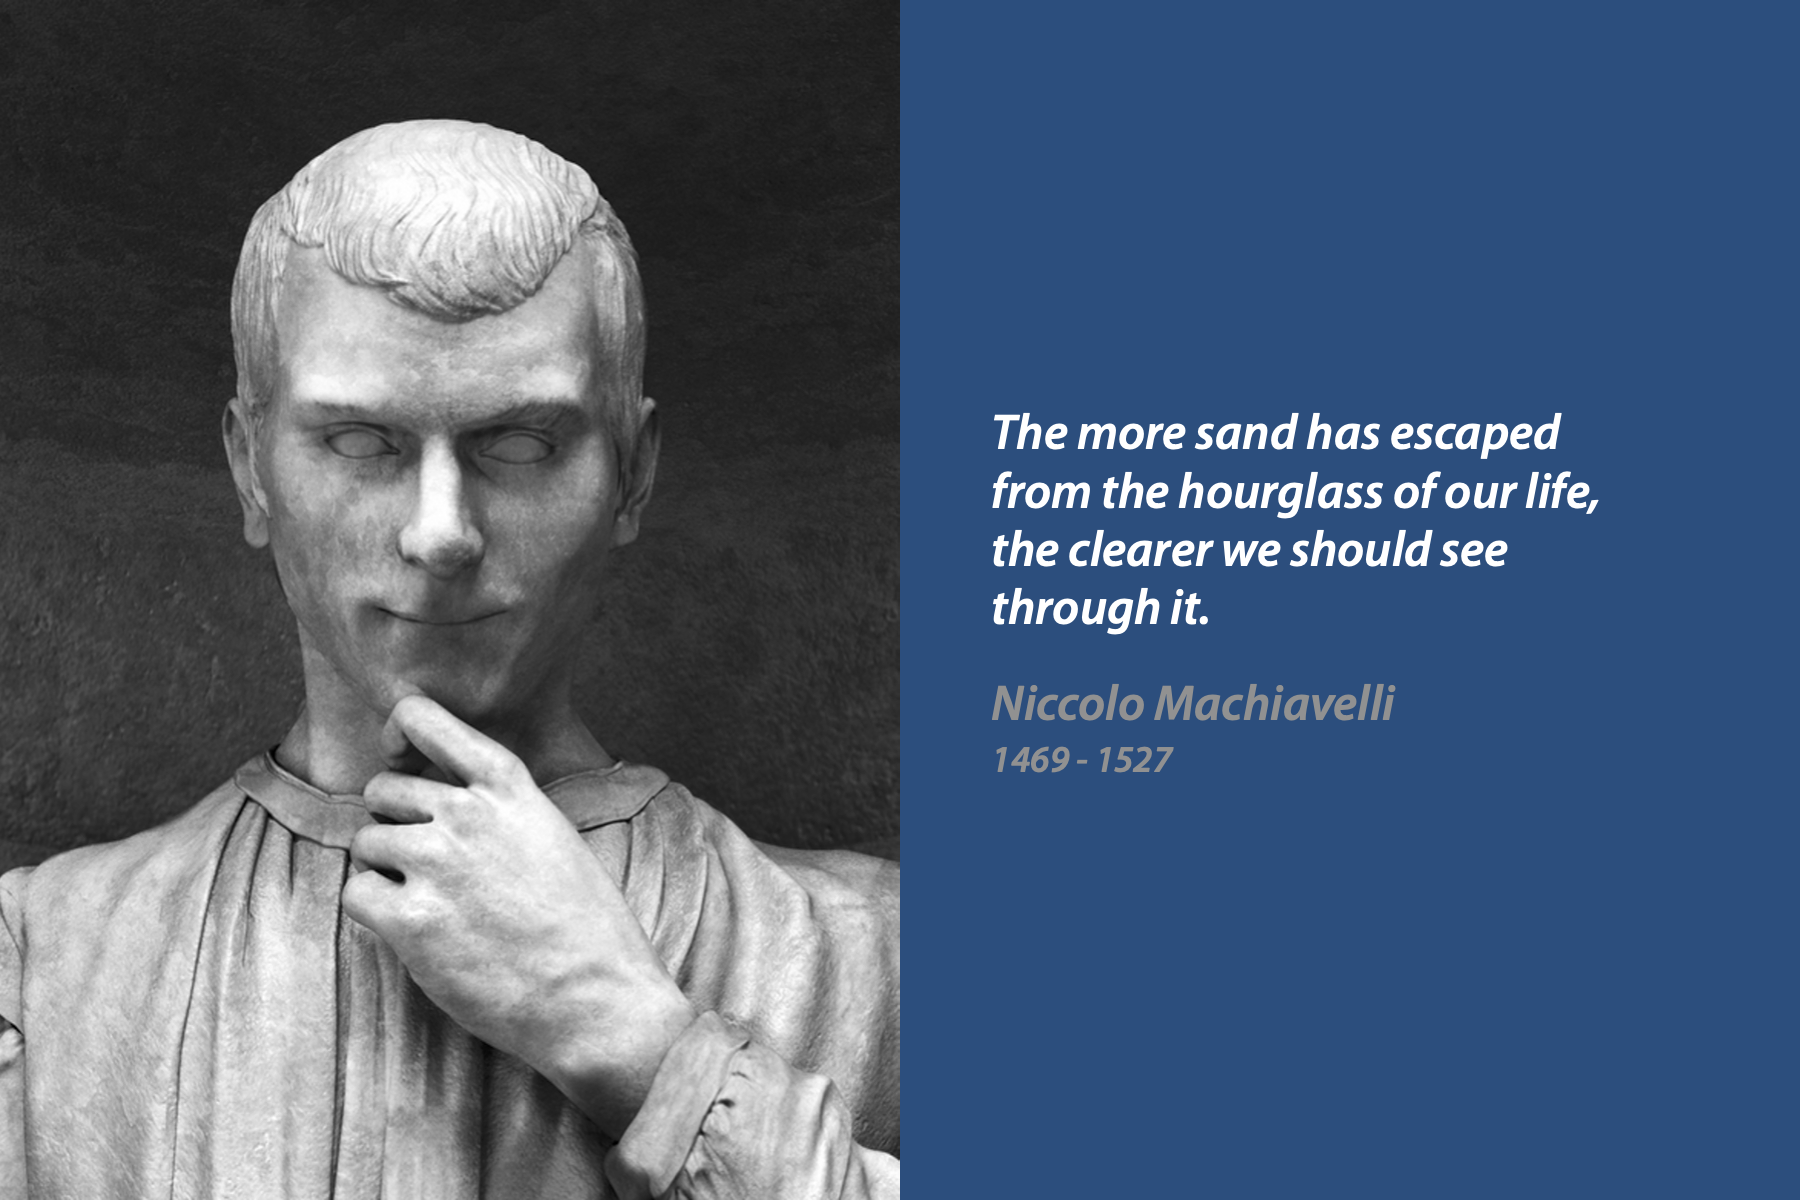 The more sand has escaped
from the hourglass of our life,
the clearer we should see
through it.
Niccolo Machiavelli
1469 - 1527